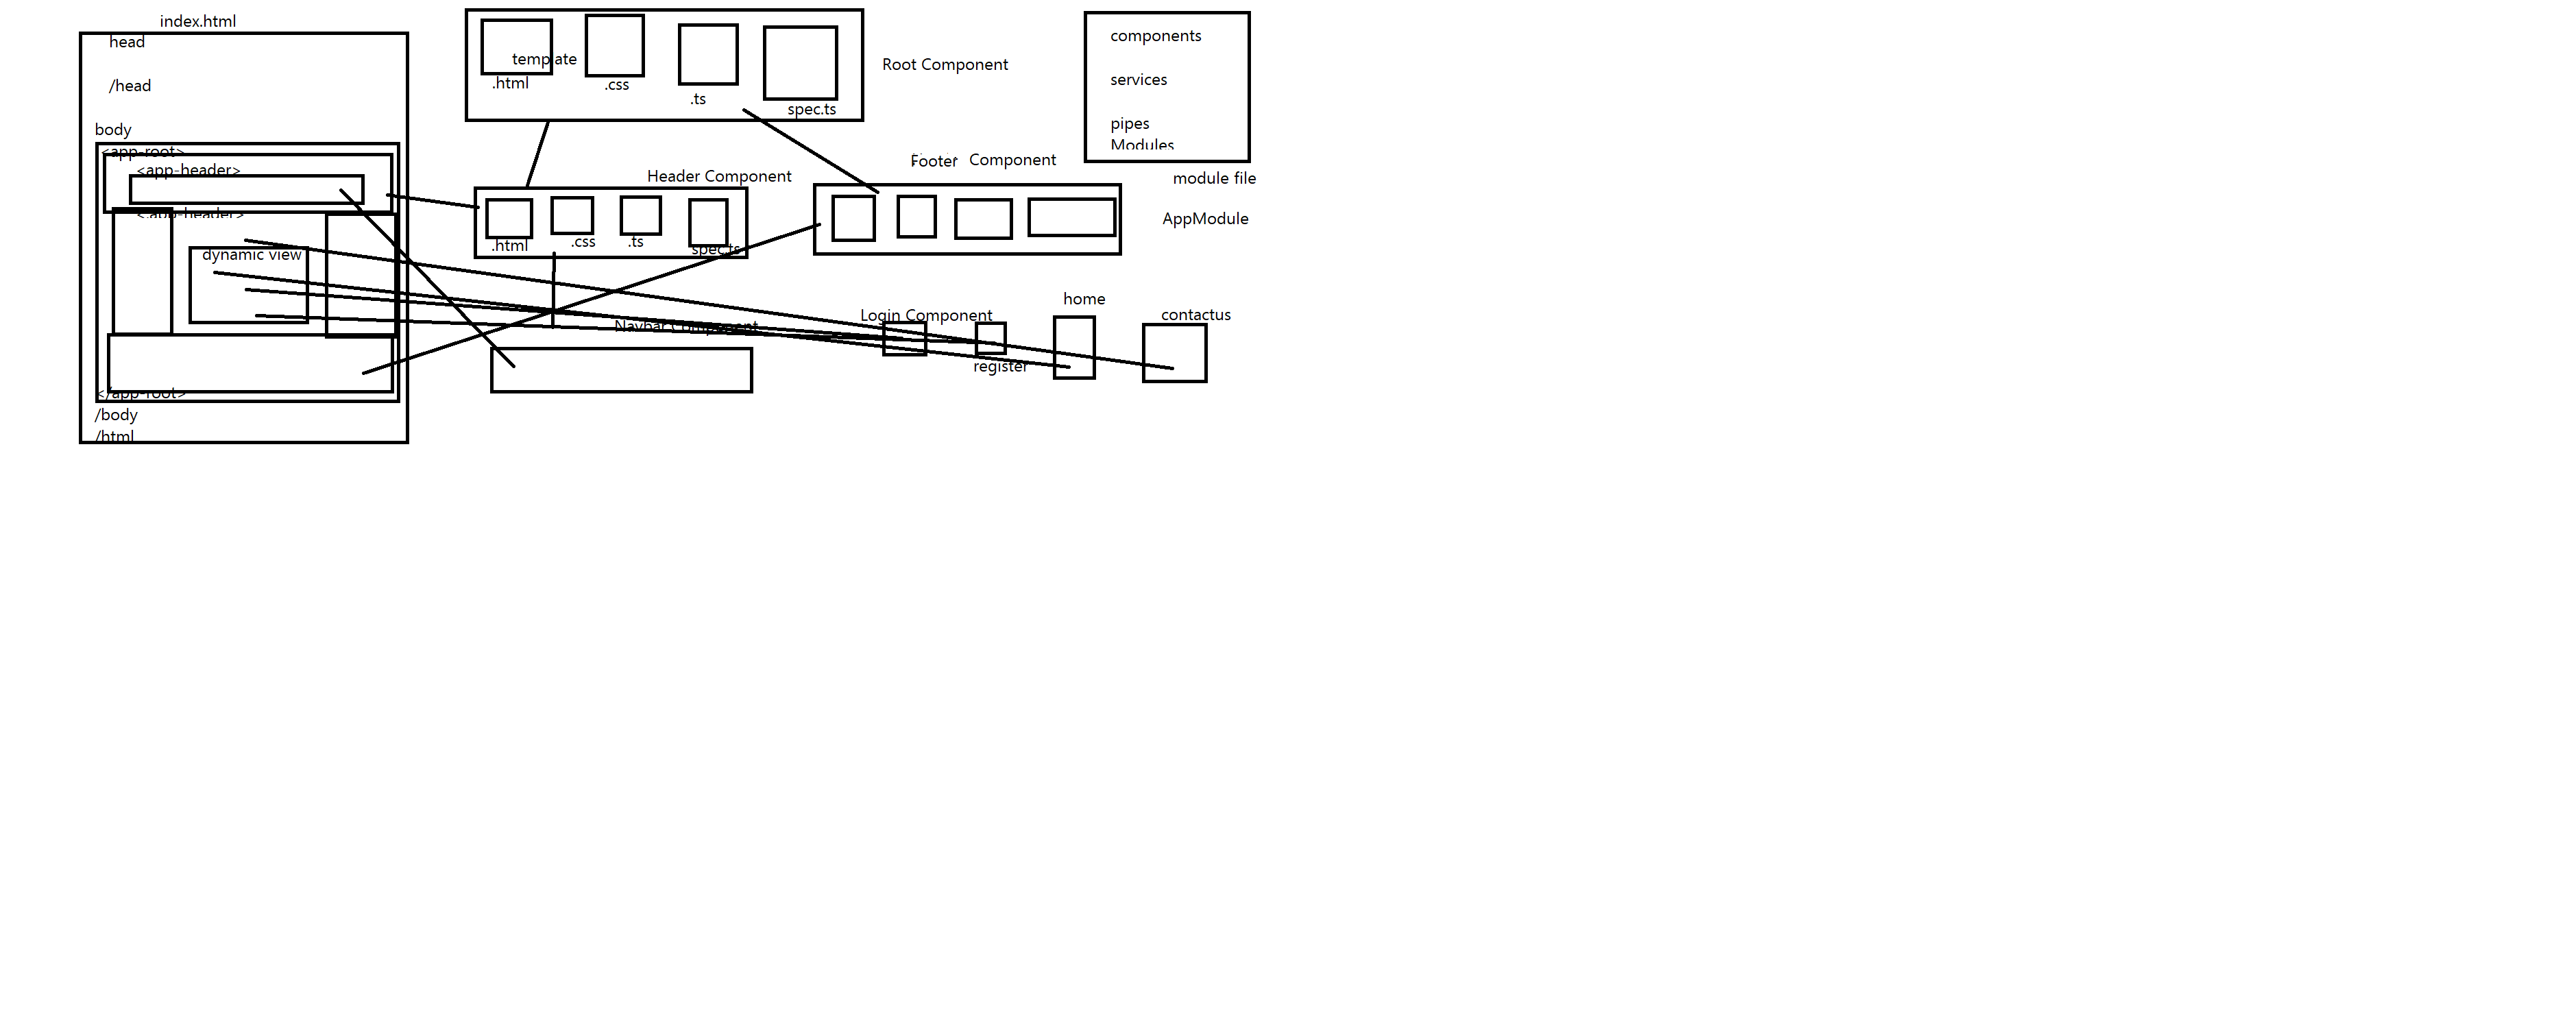 index.html
head
/head
body
<app-root>
<app-header>
<app-header>
dynamic view
</app-root>
/body
/html
template
.html
.css
.ts
spec.ts
Root Component
Header Component
.html
.css
.ts
spec.ts
Footer Component
Navbar Component
Login Component
register
home
contactus
components
services
pipes
Modules
module file
AppModule